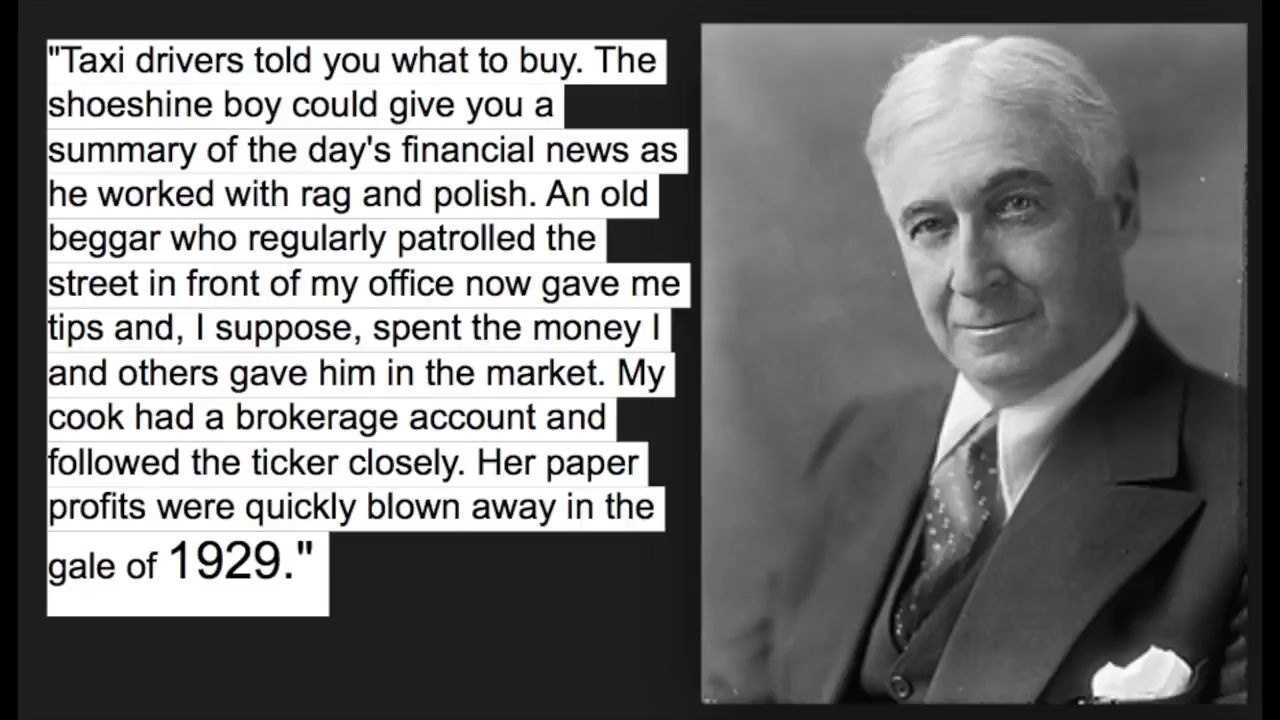 "Taxi drivers told you what to buy. The
shoeshine boy could give you a
summary of the day's financial news as
he worked with rag and polish. An old
beggar who regularly patrolled the
street in front of my office now gave me
tips and, I suppose, spent the money I
and others gave him in the market. My
cook had a brokerage account and
followed the ticker closely. Her paper
profits were quickly blown away in the
gale of 1929."